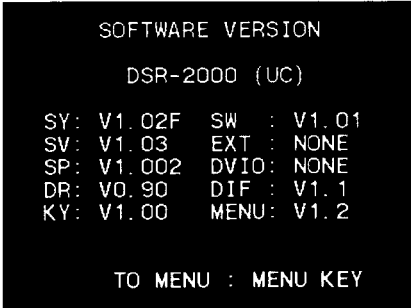 SOFTWARE VERSION
DSR-2000 (UC)
SY: V1.02F SW : V1.01
SV: V1.03 EXT : NONE
SP: V1.002 DVIO: NONE
DR: V0.90 DIF : V1.1
KY: V1.00 MENU: V1.2
TO MENU : MENU KEY